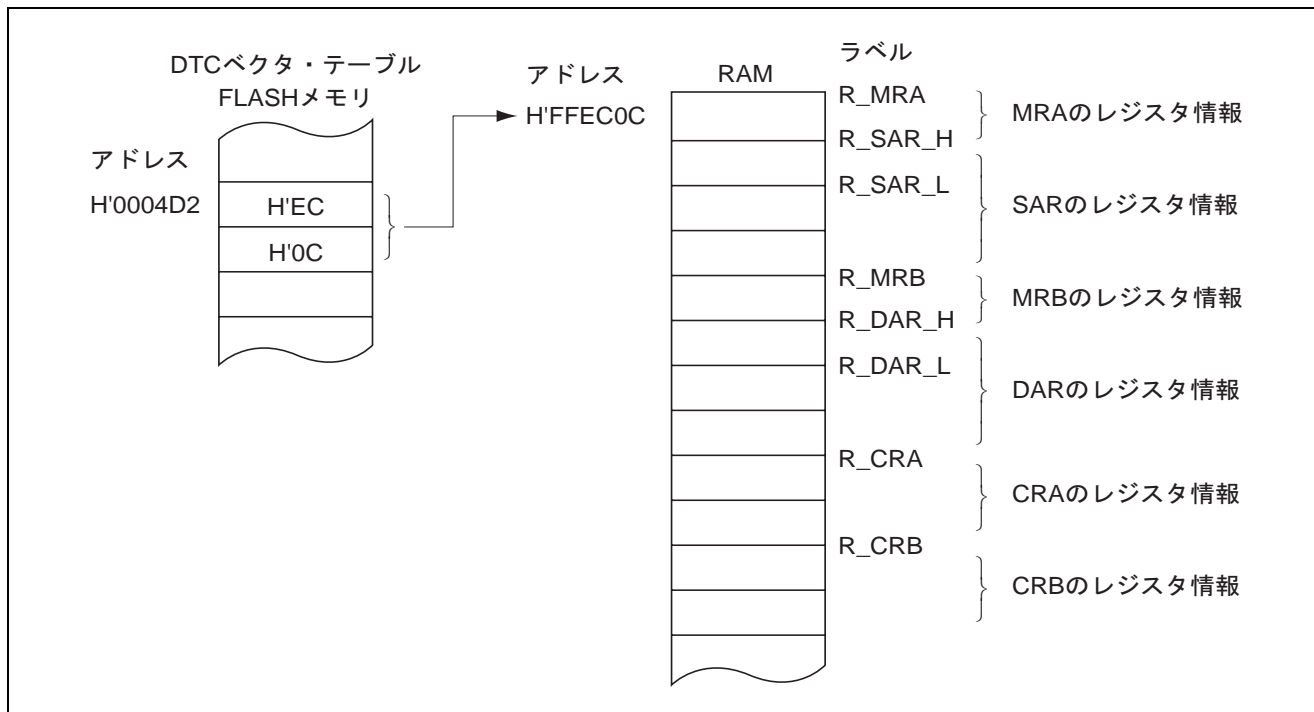 DTCベクタ・テーブル
FLASHメモリ
アドレス
H'0004D2
H'EC
H'0C
アドレス
H'FFEC0C
RAM
ラベル
R_MRA
R_SAR_H
R_SAR_L
R_MRB
R_DAR_H
R_DAR_L
R_CRA
R_CRB
MRAのレジスタ情報
SARのレジスタ情報
MRBのレジスタ情報
DARのレジスタ情報
CRAのレジスタ情報
CRBのレジスタ情報